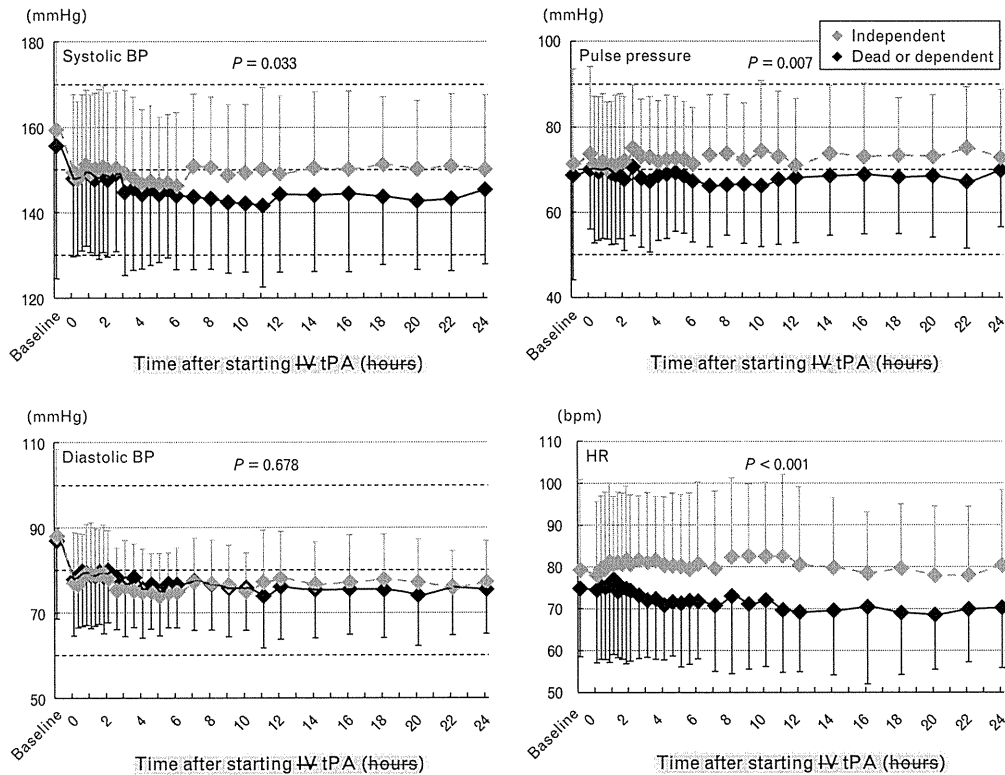 (mmHg)
180
160
140
120
Systolic BP
P = 0.033
Baseline 0 2 4 6 8 10 12 14 16 18 20 22 24
Time after starting IV tPA (hours)
(mmHg)
100
80
60
40
Pulse pressure
P = 0.007
Independent
Dead or dependent
Baseline 0 2 4 6 8 10 12 14 16 18 20 22 24
Time after starting IV tPA (hours)
(mmHg)
110
90
70
50
Diastolic BP
P = 0.678
Baseline 0 2 4 6 8 10 12 14 16 18 20 22 24
Time after starting IV tPA (hours)
(bpm)
110
100
90
80
70
60
50
HR
P < 0.001
Baseline 0 2 4 6 8 10 12 14 16 18 20 22 24
Time after starting IV tPA (hours)